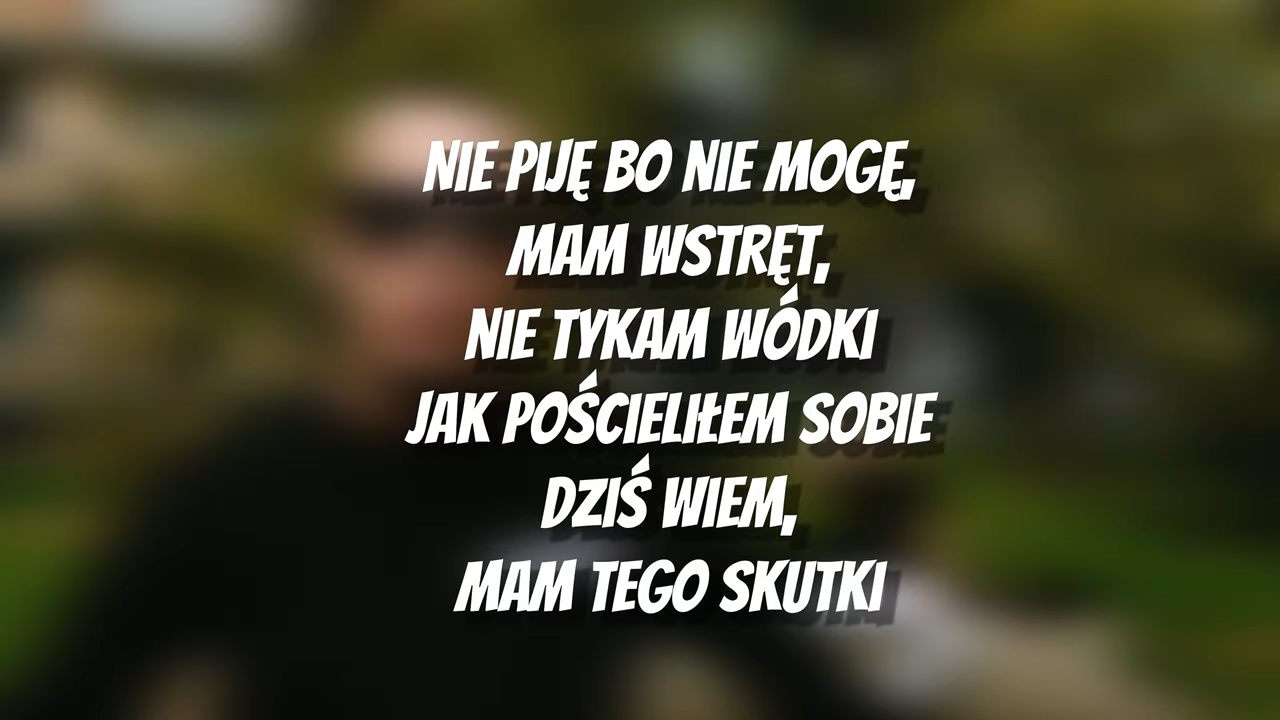 NIE PIJĘ BO NIE MOGĘ,
MAM WSTRĘT,
NIE TYKAM WÓDKI
JAK POŚCIELIŁEM SOBIE
DZIŚ WIEM,
MAM TEGO SKUTKI